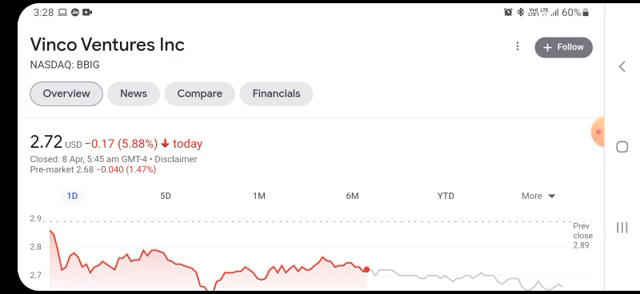 3:28 60%
Vinco Ventures Inc
+ Follow
NASDAQ: BBIG
Overview News Compare Financials
2.72 USD −0.17 (5.88%) ↓ today
Closed: 8 Apr, 5:45 am GMT-4 • Disclaimer
Pre-market 2.68 −0.040 (1.47%)
1D 5D 1M 6M YTD More
2.9
Prev
close
2.89
2.8
2.7